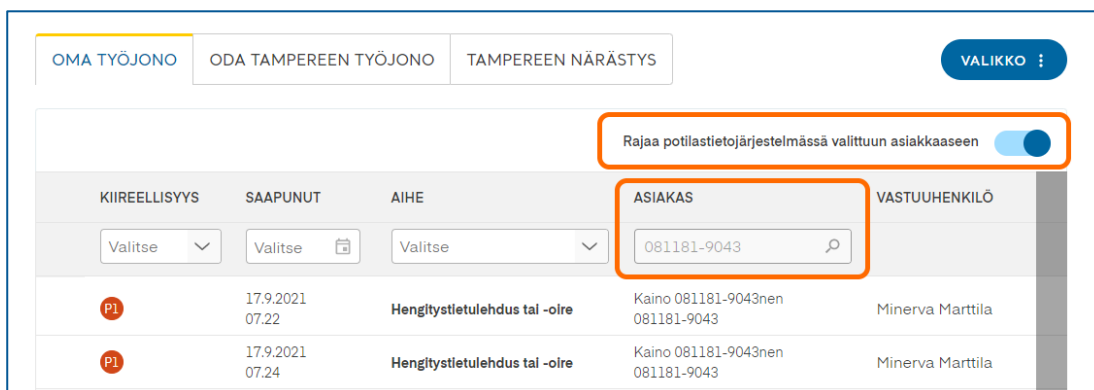 OMA TYÖJONO ODA TAMPEREEN TYÖJONO TAMPEREEN NÄRÄSTYS VALIKKO
Rajaa potilastietojärjestelmässä valittuun asiakkaaseen
KIIREELLISYYS SAAPUNUT AIHE ASIAKAS VASTUUHENKILÖ
Valitse Valitse Valitse 081181-9043
P1 17.9.2021 07.22 Hengitystietulehdus tai -oire Kaino 081181-9043nen 081181-9043 Minerva Marttila
P1 17.9.2021 07.24 Hengitystietulehdus tai -oire Kaino 081181-9043nen 081181-9043 Minerva Marttila